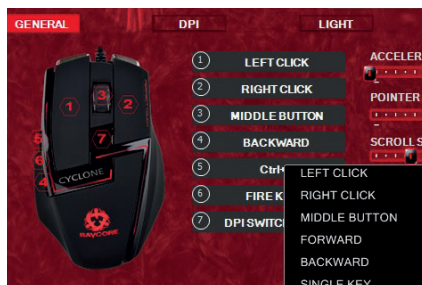 GENERAL
DPI
LIGHT
1 LEFT CLICK
2 RIGHT CLICK
3 MIDDLE BUTTON
4 BACKWARD
5 Ctrl+
6 FIRE K
7 DPI SWITC
ACCELER
POINTER
SCROLL S
LEFT CLICK
RIGHT CLICK
MIDDLE BUTTON
FORWARD
BACKWARD
SINGLE KEY
1
3
2
7
5
6
4
CYCLONE
RAYCORE